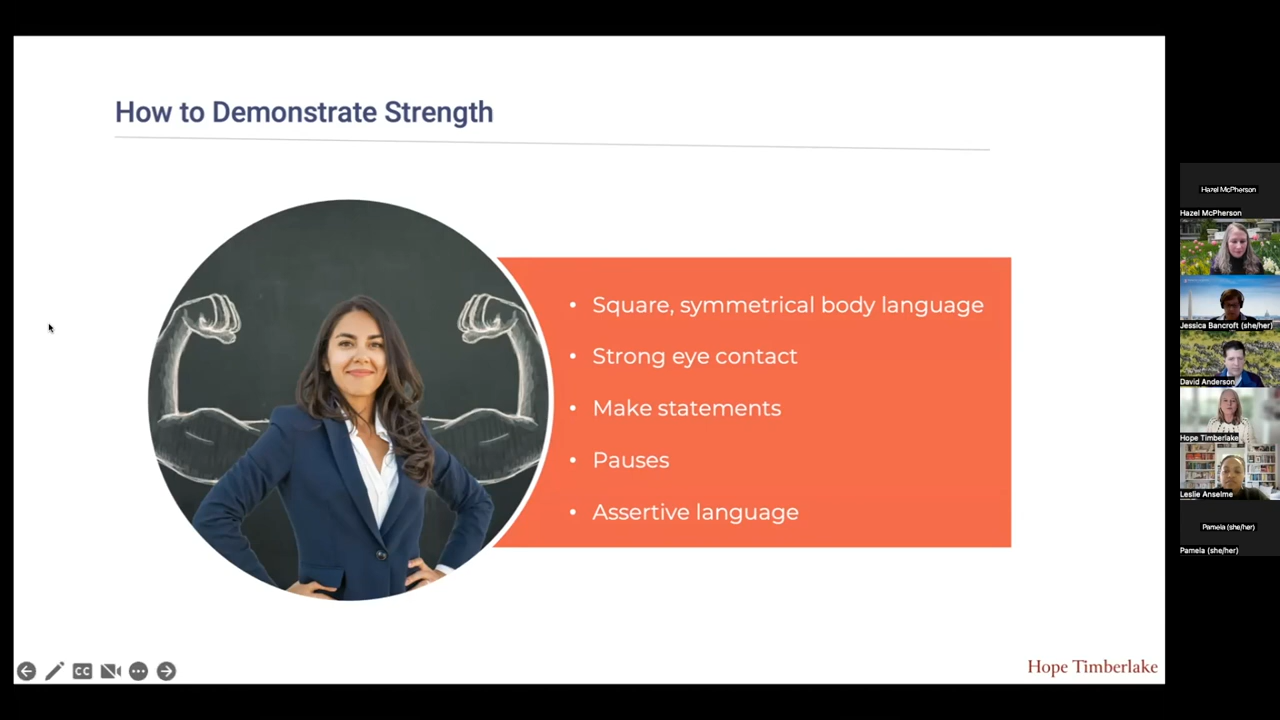 How to Demonstrate Strength
• Square, symmetrical body language
• Strong eye contact
• Make statements
• Pauses
• Assertive language
CC
Hope Timberlake
Hazel McPherson
Hazel McPherson
Jessica Bancroft (she/her)
David Anderson
Hope Timberlake
Leslie Anselme
Pamela (she/her)
Pamela (she/her)